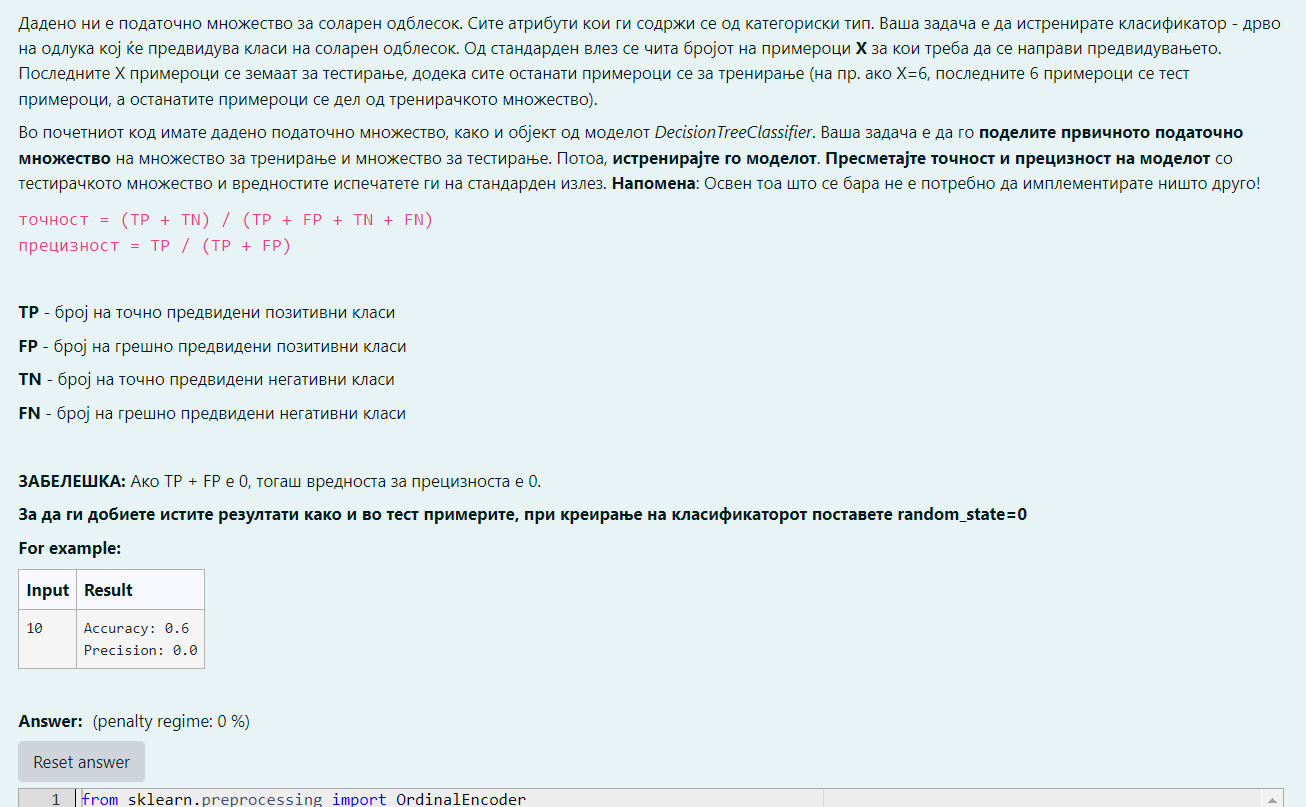 Дадено ни е податочно множество за соларен одблесок. Сите атрибути кои ги содржи се од категориски тип. Ваша задача е да истренирате класификатор - дрво
на одлука кој ќе предвидува класи на соларен одблесок. Од стандарден влез се чита бројот на примероци X за кои треба да се направи предвидувањето.
Последните X примероци се земаат за тестирање, додека сите останати примероци се за тренирање (на пр. ако X=6, последните 6 примероци се тест
примероци, а останатите примероци се дел од тренирачкото множество).
Во почетниот код имате дадено податочно множество, како и објект од моделот DecisionTreeClassifier. Ваша задача е да го поделите првичното податочно
множество на множество за тренирање и множество за тестирање. Потоа, истренирајте го моделот. Пресметајте точност и прецизност на моделот со
тестирачкото множество и вредностите испечатете ги на стандарден излез. Напомена: Освен тоа што се бара не е потребно да имплементирате ништо друго!
точност = (TP + TN) / (TP + FP + TN + FN)
прецизност = TP / (TP + FP)
TP - број на точно предвидени позитивни класи
FP - број на грешно предвидени позитивни класи
TN - број на точно предвидени негативни класи
FN - број на грешно предвидени негативни класи
ЗАБЕЛЕШКА: Ако TP + FP е 0, тогаш вредноста за прецизноста е 0.
За да ги добиете истите резултати како и во тест примерите, при креирање на класификаторот поставете random_state=0
For example:
Input Result
10 Accuracy: 0.6
Precision: 0.0
Answer: (penalty regime: 0 %)
Reset answer
1 from sklearn.preprocessing import OrdinalEncoder